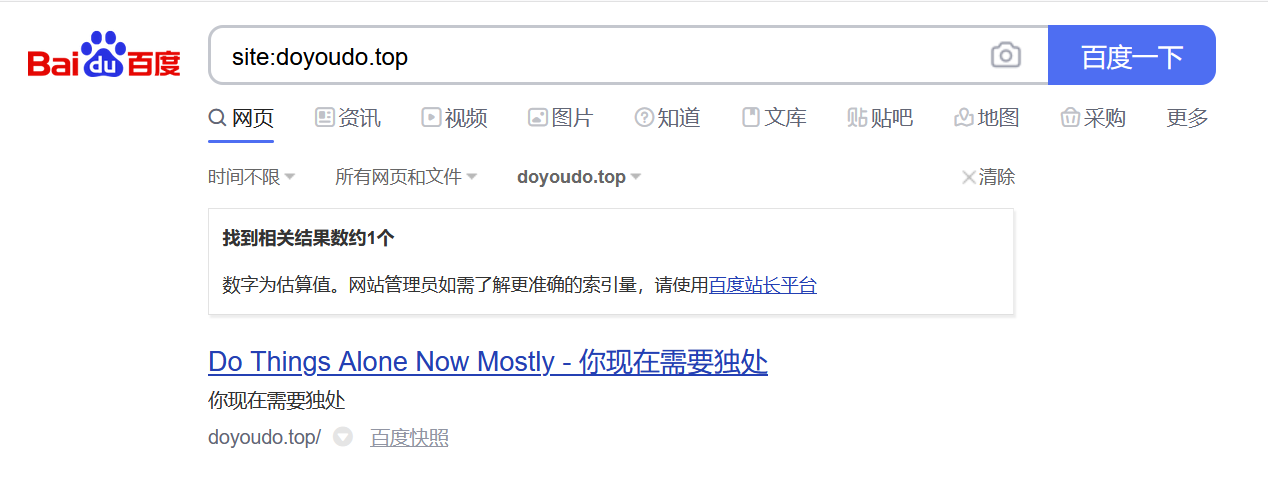 Bai du 百度 site:doyoudo.top 百度一下
网页 资讯 视频 图片 知道 文库 贴吧 地图 采购 更多
时间不限 所有网页和文件 doyoudo.top 清除
找到相关结果数约1个
数字为估算值。网站管理员如需了解更准确的索引量，请使用百度站长平台
Do Things Alone Now Mostly - 你现在需要独处
你现在需要独处
doyoudo.top/ 百度快照